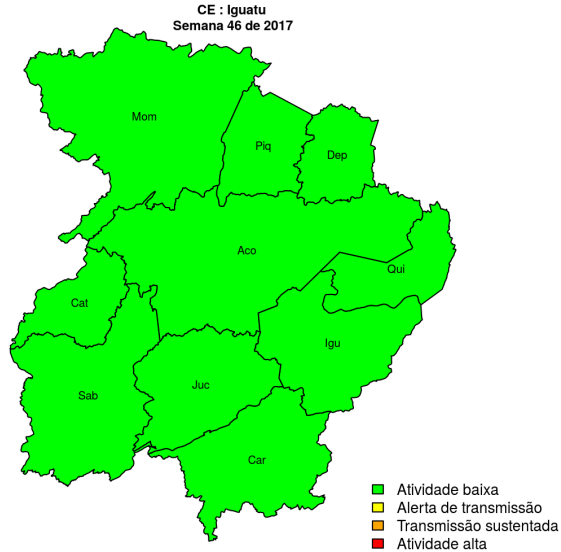 CE : Iguatu
Semana 46 de 2017
Mom
Piq
Dep
Aco
Qui
Cat
Igu
Juc
Sab
Car
Atividade baixa
Alerta de transmissão
Transmissão sustentada
Atividade alta